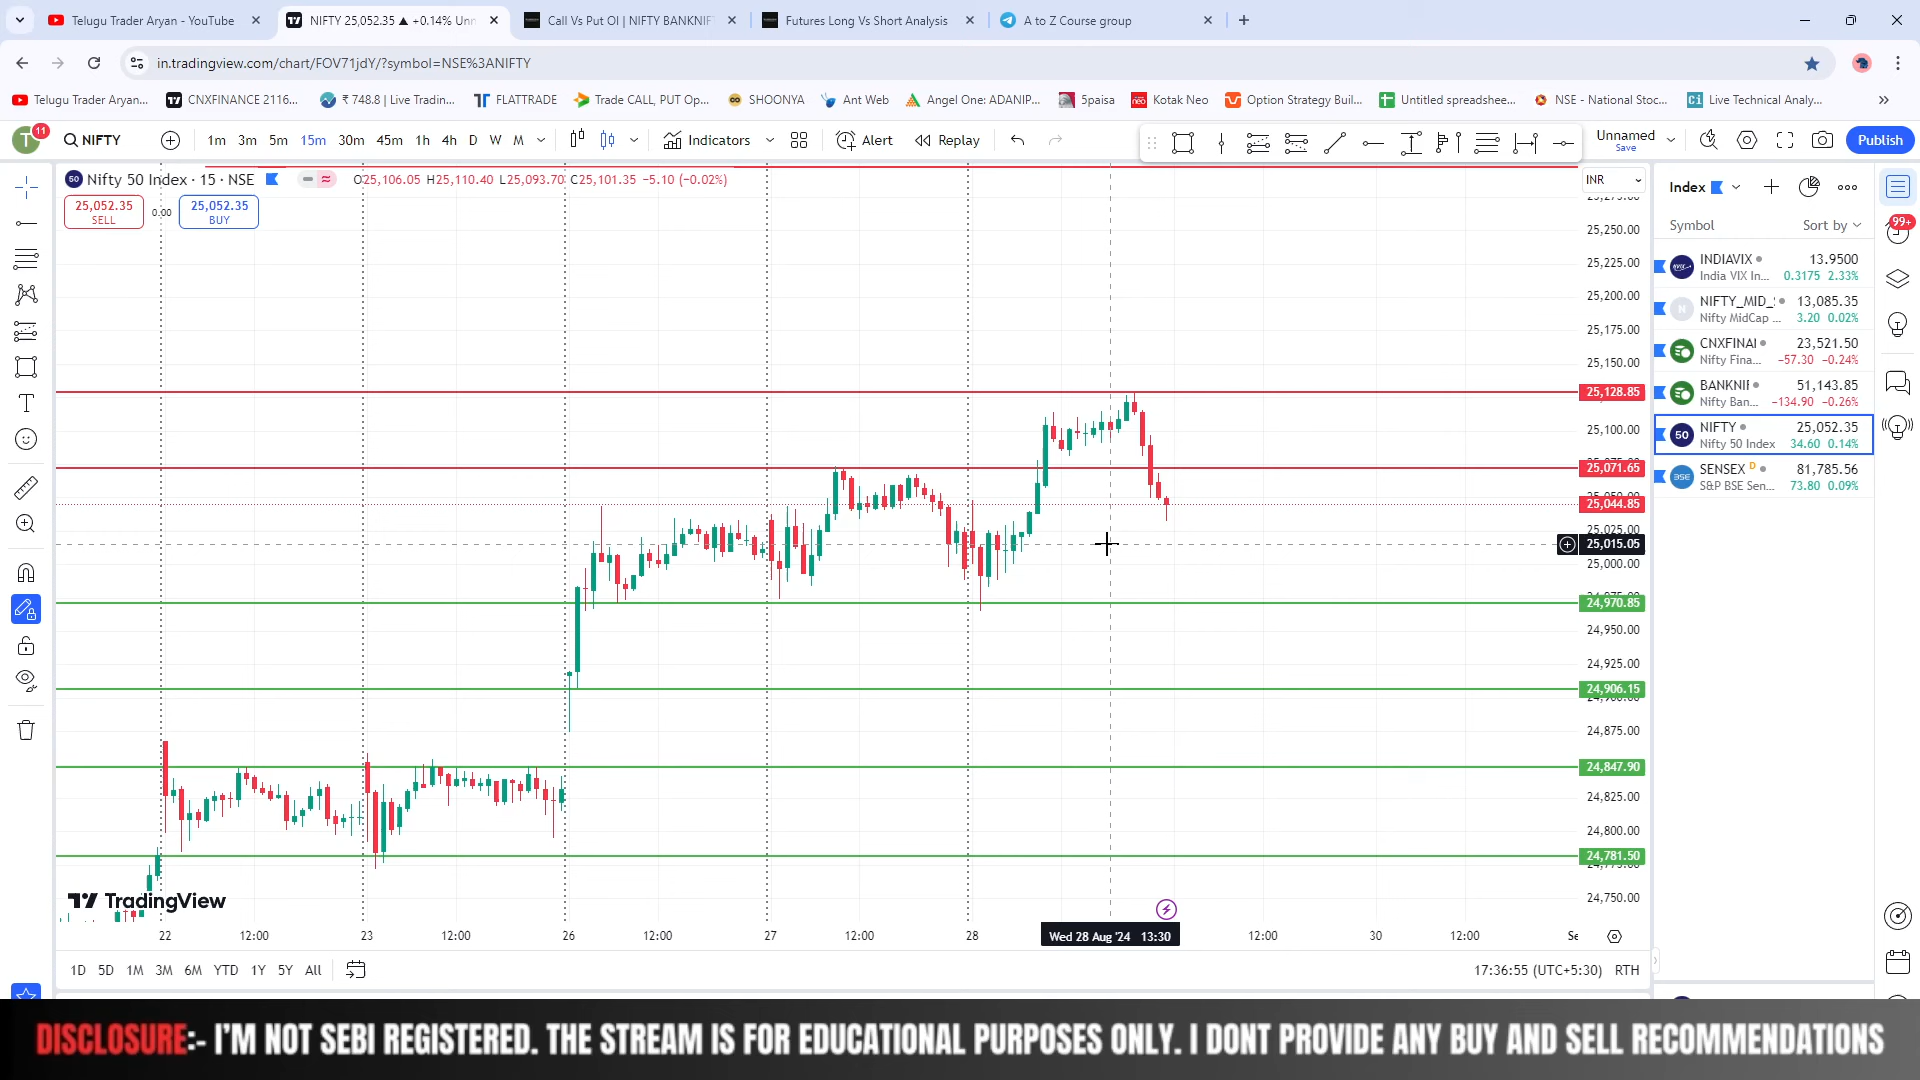 Telugu Trader Aryan - YouTube
NIFTY 25,052.35 ▲ +0.14% Unn
Call Vs Put OI | NIFTY BANKNIF
Futures Long Vs Short Analysis
A to Z Course group
in.tradingview.com/chart/FOV71jdY/?symbol=NSE%3ANIFTY
Telugu Trader Aryan...
CNXFINANCE 2116...
₹ 748.8 | Live Tradin...
FLATTRADE
Trade CALL, PUT Op...
SHOONYA
Ant Web
Angel One: ADANIP...
5paisa
Kotak Neo
Option Strategy Buil...
Untitled spreadshee...
NSE - National Stoc...
Live Technical Analy...
T 11
NIFTY
1m 3m 5m 15m 30m 45m 1h 4h D W M
Indicators
Alert
Replay
Unnamed
Save
Publish
50 Nifty 50 Index · 15 · NSE
O25,106.05 H25,110.40 L25,093.70 C25,101.35 −5.10 (−0.02%)
25,052.35
SELL
0.00
25,052.35
BUY
INR
25,250.00
25,225.00
25,200.00
25,175.00
25,150.00
25,128.85
25,100.00
25,071.65
25,044.85
25,025.00
25,015.05
25,000.00
24,970.85
24,950.00
24,925.00
24,906.15
24,875.00
24,847.90
24,825.00
24,800.00
24,781.50
24,750.00
TradingView
22 12:00 23 12:00 26 12:00 27 12:00 28 Wed 28 Aug '24 13:30 12:00 30 12:00 Se
1D 5D 1M 3M 6M YTD 1Y 5Y All
17:36:55 (UTC+5:30) RTH
Index
Symbol Sort by
99+
INDIAVIX 13.9500
India VIX In... 0.3175 2.33%
NIFTY_MID_ 13,085.35
Nifty MidCap ... 3.20 0.02%
CNXFINAI 23,521.50
Nifty Fina... −57.30 −0.24%
BANKNIF 51,143.85
Nifty Ban... −134.90 −0.26%
50 NIFTY 25,052.35
Nifty 50 Index 34.60 0.14%
SENSEX D 81,785.56
S&P BSE Sen... 73.80 0.09%
DISCLOSURE:- I'M NOT SEBI REGISTERED. THE STREAM IS FOR EDUCATIONAL PURPOSES ONLY. I DONT PROVIDE ANY BUY AND SELL RECOMMENDATIONS